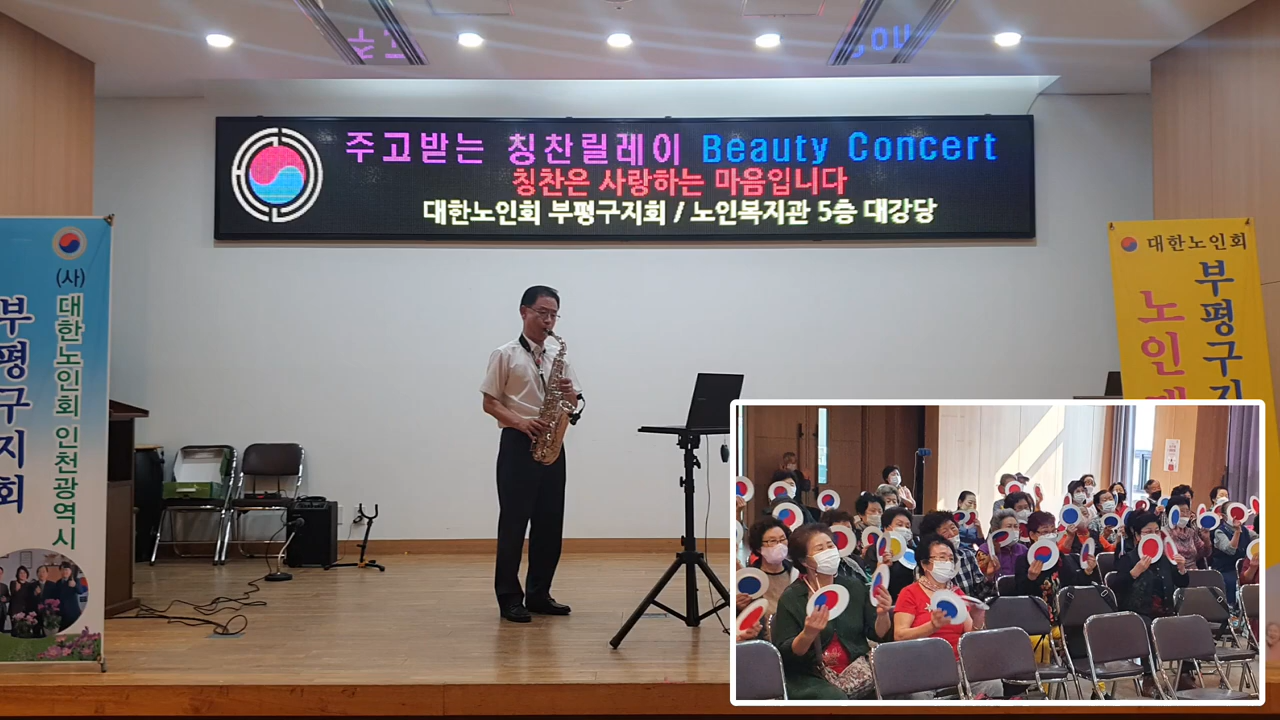 주고받는 칭찬릴레이 Beauty Concert
칭찬은 사랑하는 마음입니다
대한노인회 부평구지회 / 노인복지관 5층 대강당
(사)
대한노인회 인천광역시
부평구지회
대한노인회
부평구지
노인